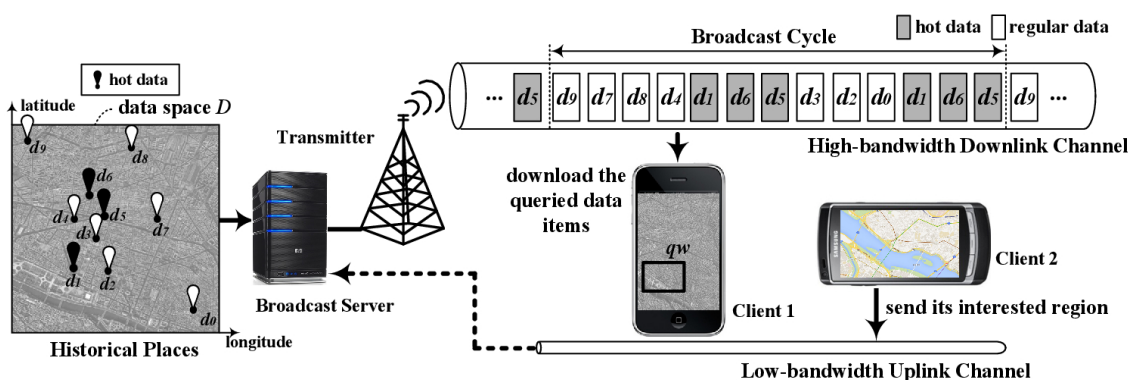 hot data
latitude
data space D
d9
d8
d6
d4
d5
d3
d7
d1
d2
d0
longitude
Historical Places
Transmitter
hp
Broadcast Server
hot data regular data
Broadcast Cycle
... d5 d9 d7 d8 d4 d1 d6 d5 d3 d2 d0 d1 d6 d5 d9 ...
High-bandwidth Downlink Channel
download the
queried data
items
qw
Client 1
SAMSUNG
Client 2
send its interested region
Low-bandwidth Uplink Channel